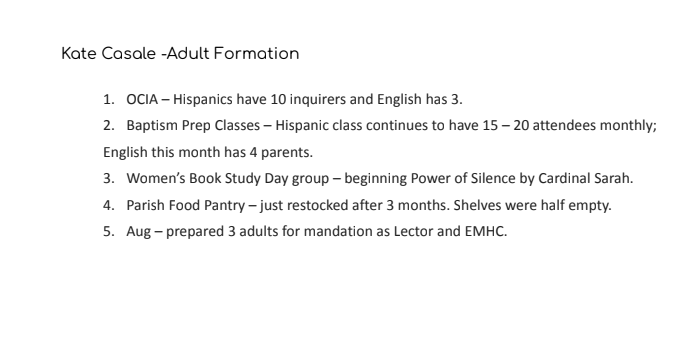 Kate Casale -Adult Formation
1. OCIA – Hispanics have 10 inquirers and English has 3.
2. Baptism Prep Classes – Hispanic class continues to have 15 – 20 attendees monthly;
English this month has 4 parents.
3. Women’s Book Study Day group – beginning Power of Silence by Cardinal Sarah.
4. Parish Food Pantry – just restocked after 3 months. Shelves were half empty.
5. Aug – prepared 3 adults for mandation as Lector and EMHC.